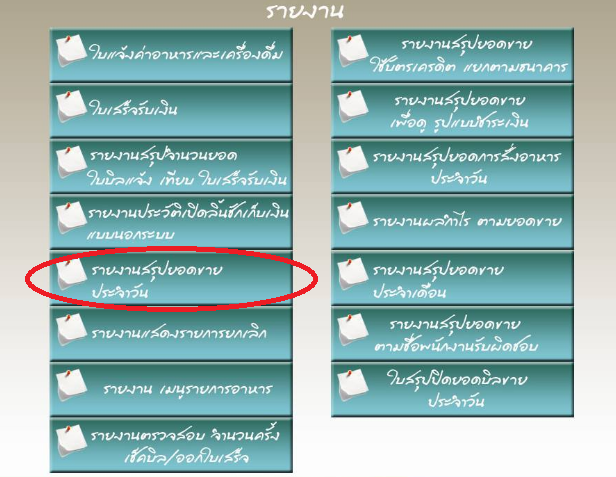 รายงาน
ใบแจ้งค่าอาหารและเครื่องดื่ม
ใบเสร็จรับเงิน
รายงานสรุปจำนวนยอด
ใบบิลแจ้ง เทียบ ใบเสร็จรับเงิน
รายงานประวัติเปิดลิ้นชักเก็บเงิน
แบบนอกระบบ
รายงานสรุปยอดขาย
ประจำวัน
รายงานแสดงรายการยกเลิก
รายงาน เมนูรายการอาหาร
รายงานตรวจสอบ จำนวนครั้ง
เช็คบิล/ออกใบเสร็จ
รายงานสรุปยอดขาย
ใช้บัตรเครดิต แยกตามธนาคาร
รายงานสรุปยอดขาย
เพื่อดู รูปแบบชำระเงิน
รายงานสรุปยอดการสั่งอาหาร
ประจำวัน
รายงานผลกำไร ตามยอดขาย
รายงานสรุปยอดขาย
ประจำเดือน
รายงานสรุปยอดขาย
ตามชื่อพนักงานรับผิดชอบ
ใบสรุปปิดยอดบิลขาย
ประจำวัน